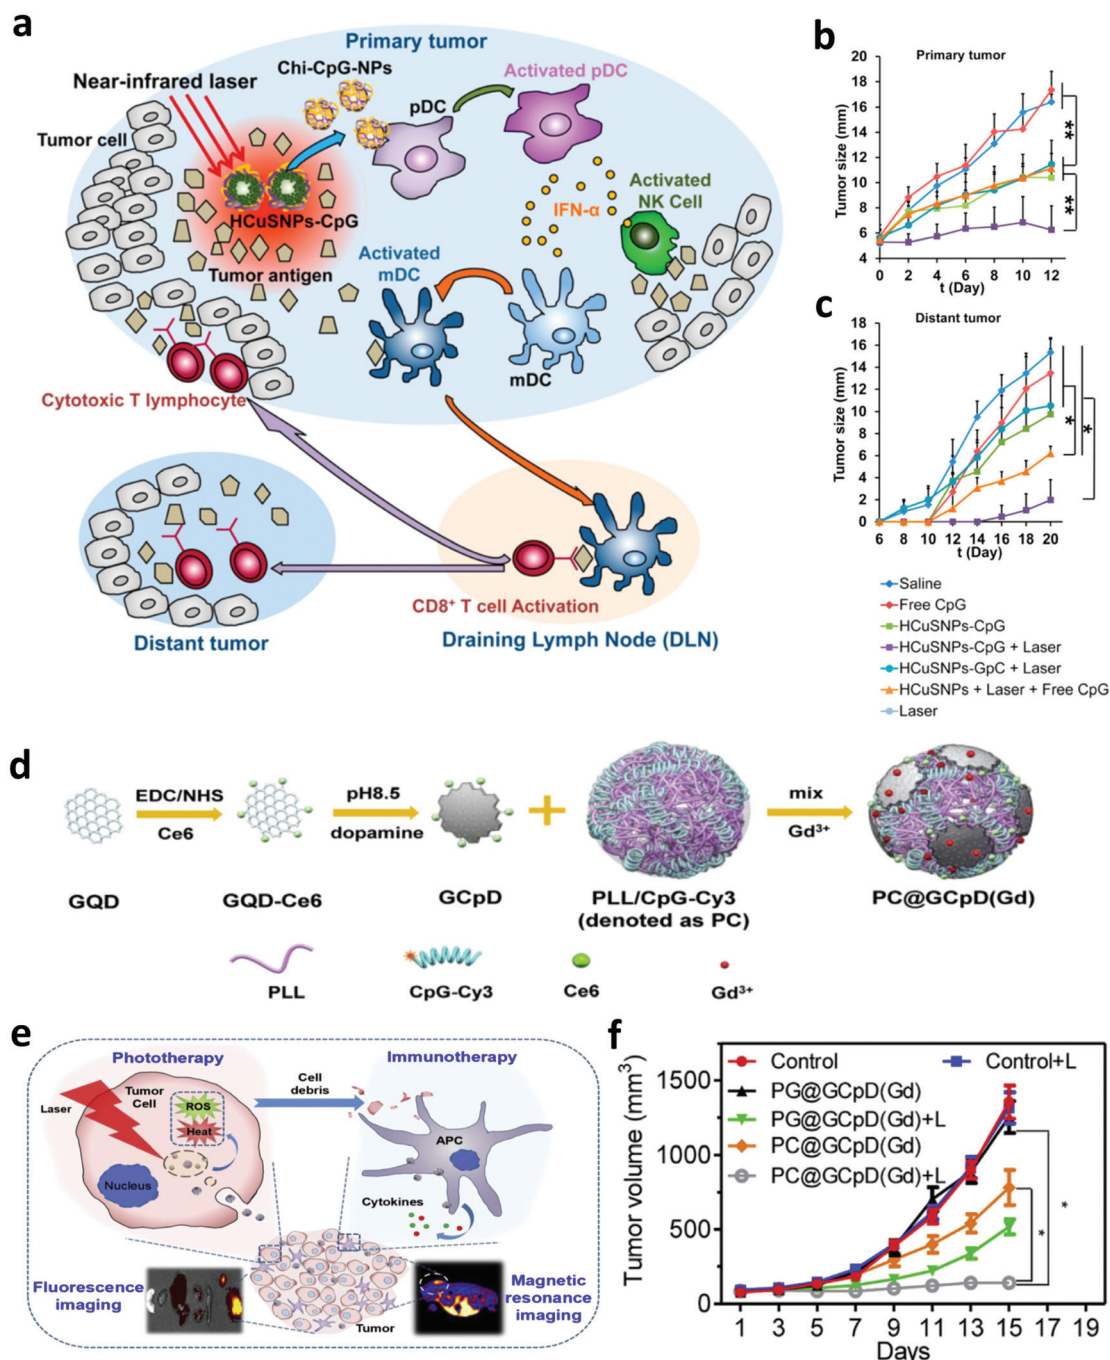 a
Primary tumor
Near-infrared laser
Chi-CpG-NPs
Activated pDC
pDC
Tumor cell
HCuSNPs-CpG
IFN-α
Activated
NK Cell
Tumor antigen
Activated
mDC
mDC
Cytotoxic T lymphocyte
CD8⁺ T cell Activation
Distant tumor
Draining Lymph Node (DLN)
b
Primary tumor
Tumor size (mm)
20
18
16
14
12
10
8
6
4
0 2 4 6 8 10 12
t (Day)
**
**
c
Distant tumor
Tumor size (mm)
18
16
14
12
10
8
6
4
2
0
6 8 10 12 14 16 18 20
t (Day)
*
*
Saline
Free CpG
HCuSNPs-CpG
HCuSNPs-CpG + Laser
HCuSNPs-GpC + Laser
HCuSNPs + Laser + Free CpG
Laser
d
EDC/NHS
Ce6
pH8.5
dopamine
mix
Gd³⁺
GQD
GQD-Ce6
GCpD
PLL/CpG-Cy3
(denoted as PC)
PC@GCpD(Gd)
PLL
CpG-Cy3
Ce6
Gd³⁺
e
Phototherapy
Immunotherapy
Cell
debris
Laser
Tumor
Cell
ROS
Heat
APC
Nucleus
Cytokines
Fluorescence
imaging
Magnetic
resonance
imaging
Tumor
f
Tumor volume (mm³)
1500
1000
500
0
Control
Control+L
PG@GCpD(Gd)
PG@GCpD(Gd)+L
PC@GCpD(Gd)
PC@GCpD(Gd)+L
*
*
1 3 5 7 9 11 13 15 17 19
Days